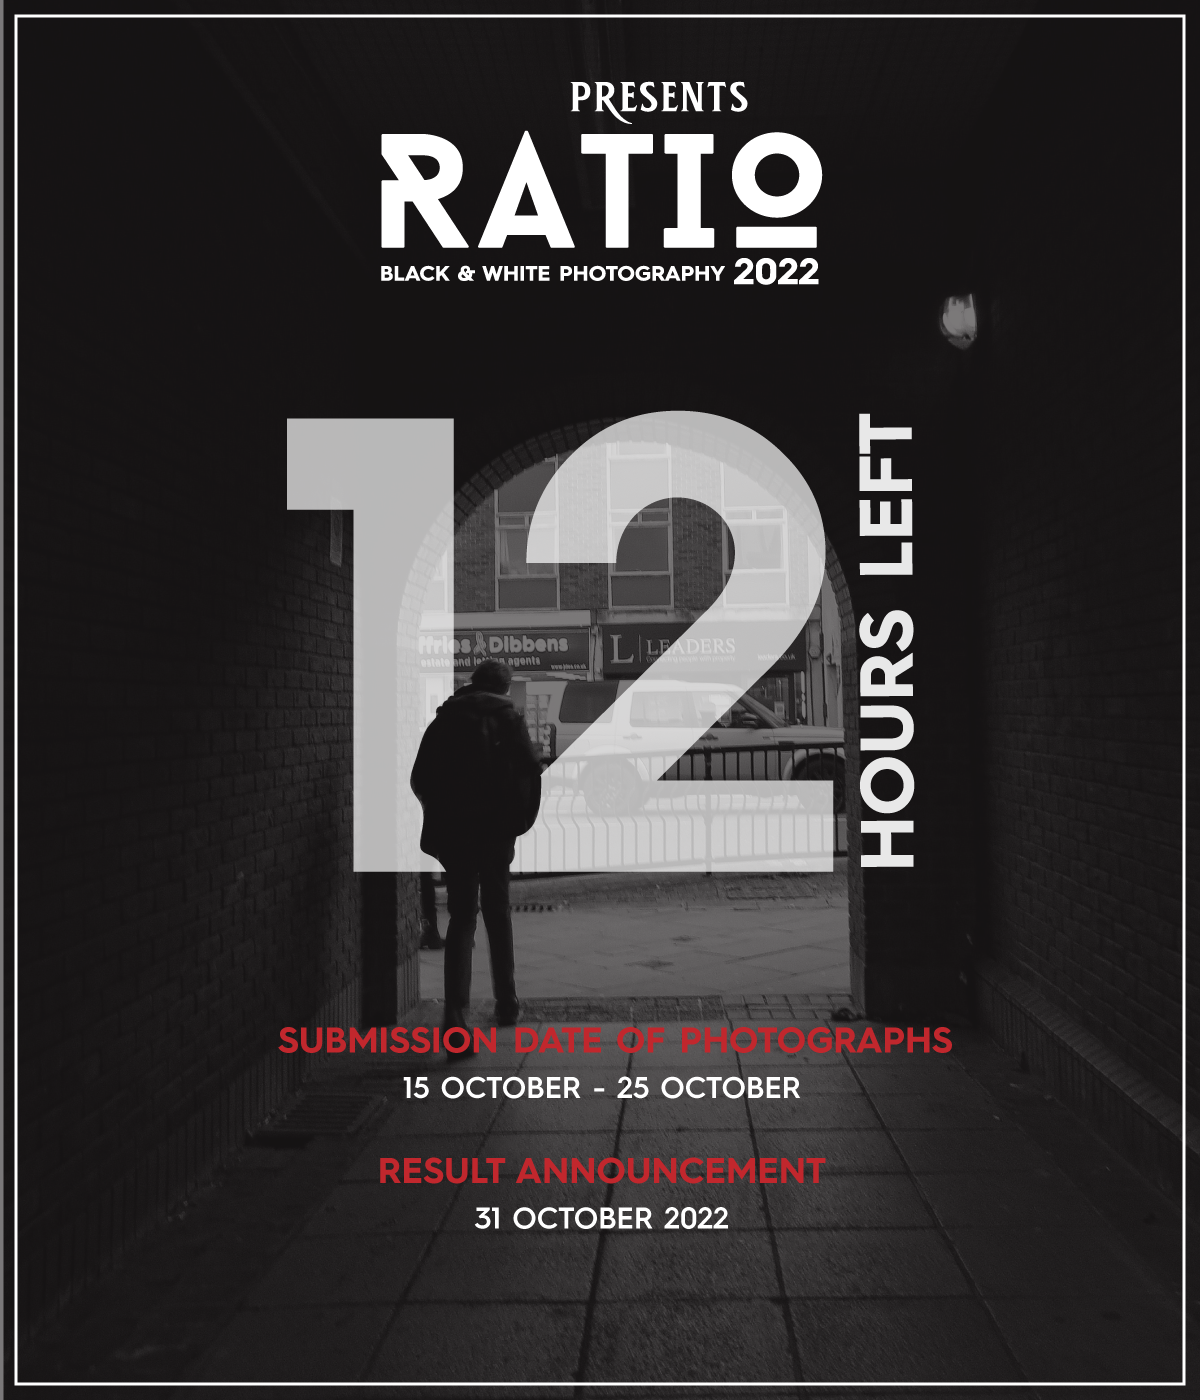 PRESENTS
RATIO
BLACK & WHITE PHOTOGRAPHY 2022
12
HOURS LEFT
ffries & Dibbens
estate and letting agents
L LEADERS
SUBMISSION DATE OF PHOTOGRAPHS
15 OCTOBER - 25 OCTOBER
RESULT ANNOUNCEMENT
31 OCTOBER 2022